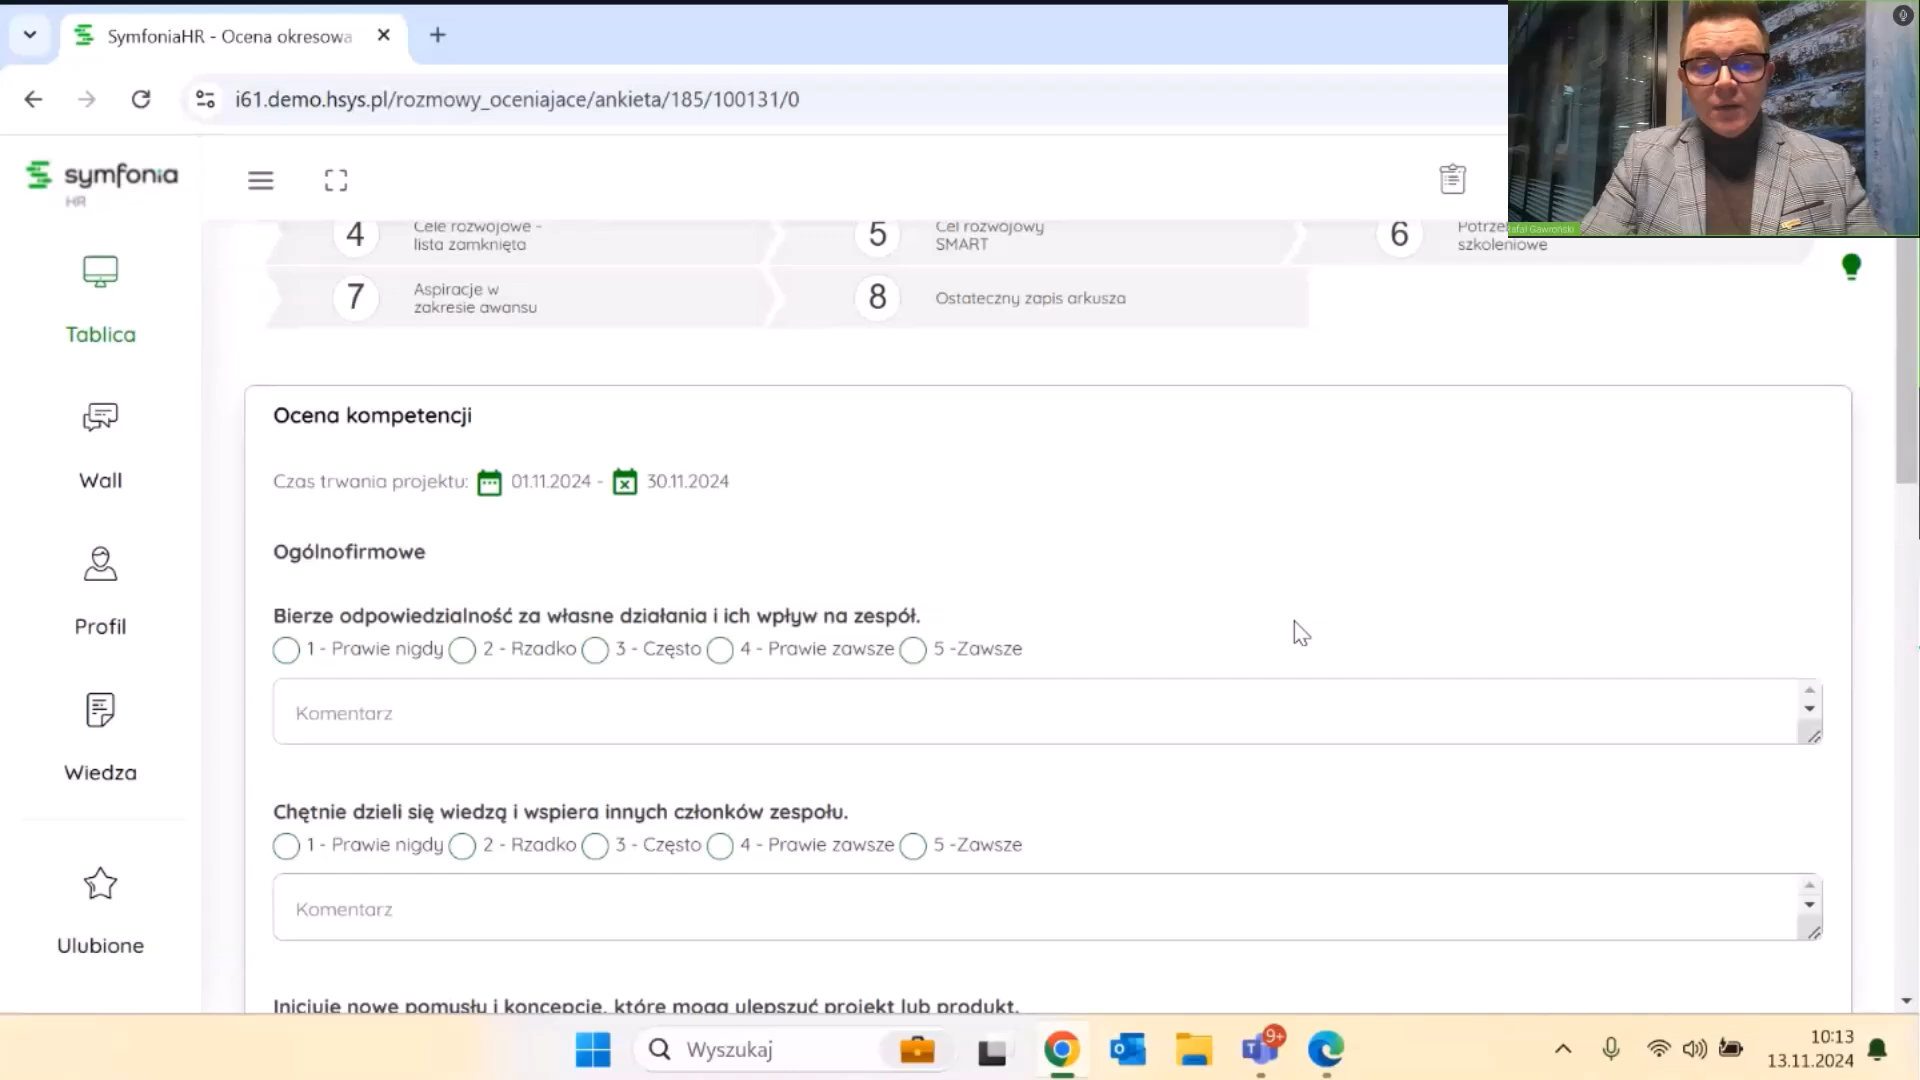 SymfoniaHR - Ocena okresowa
i61.demo.hsys.pl/rozmowy_oceniajace/ankieta/185/100131/0
symfonia
HR
Tablica
Wall
Profil
Wiedza
Ulubione
4 Cele rozwojowe -
lista zamknięta
5 Cel rozwojowy
SMART
6
szkoleniowe
7 Aspiracje w
zakresie awansu
8 Ostateczny zapis arkusza
Rafał Gawroński
Ocena kompetencji
Czas trwania projektu: 01.11.2024 - 30.11.2024
Ogólnofirmowe
Bierze odpowiedzialność za własne działania i ich wpływ na zespół.
1 - Prawie nigdy 2 - Rzadko 3 - Często 4 - Prawie zawsze 5 -Zawsze
Komentarz
Chętnie dzieli się wiedzą i wspiera innych członków zespołu.
1 - Prawie nigdy 2 - Rzadko 3 - Często 4 - Prawie zawsze 5 -Zawsze
Komentarz
Inicjuje nowe pomysły i koncepcje, które mogą ulepszyć projekt lub produkt.
Wyszukaj
9+
10:13
13.11.2024